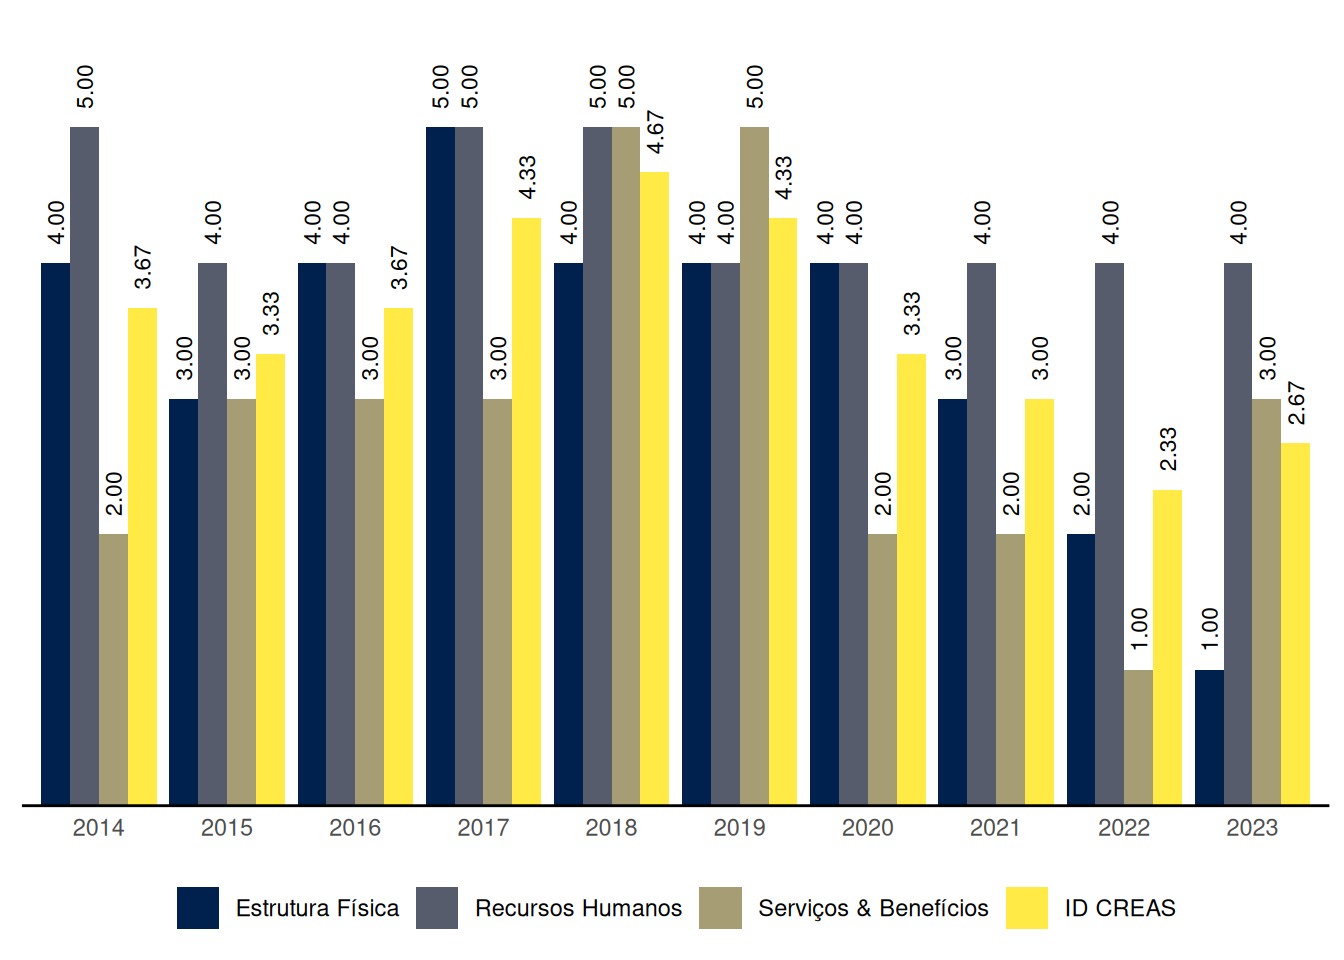 4.00 5.00 2.00 3.67 3.00 4.00 3.00 3.33 4.00 4.00 3.00 3.67 5.00 5.00 3.00 4.33 4.00 5.00 5.00 4.67 4.00 4.00 5.00 4.33 4.00 4.00 2.00 3.33 3.00 4.00 2.00 3.00 2.00 4.00 1.00 2.33 1.00 4.00 3.00 2.67
2014 2015 2016 2017 2018 2019 2020 2021 2022 2023
Estrutura Física Recursos Humanos Serviços & Benefícios ID CREAS